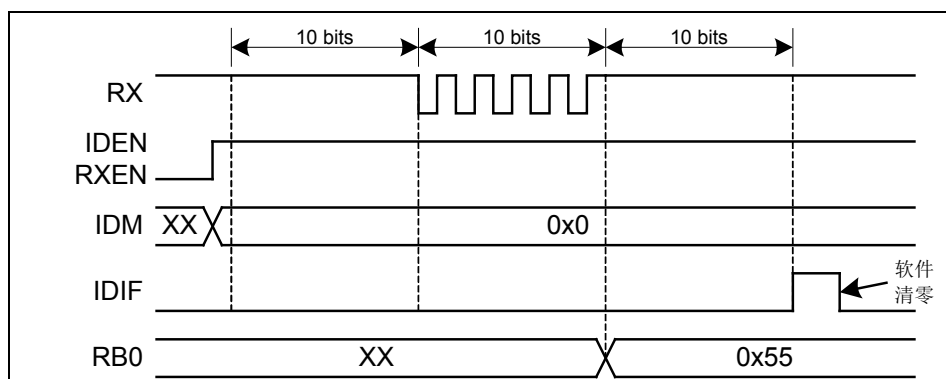 10 bits 10 bits 10 bits
RX
IDEN
RXEN
IDM XX 0x0
IDIF
软件
清零
RB0 XX 0x55